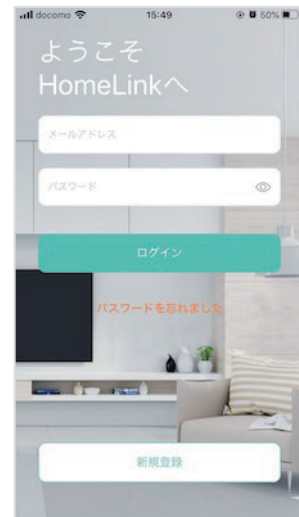 docomo 15:49 50%
ようこそ
HomeLinkへ
メールアドレス
パスワード
ログイン
パスワードを忘れました
新規登録